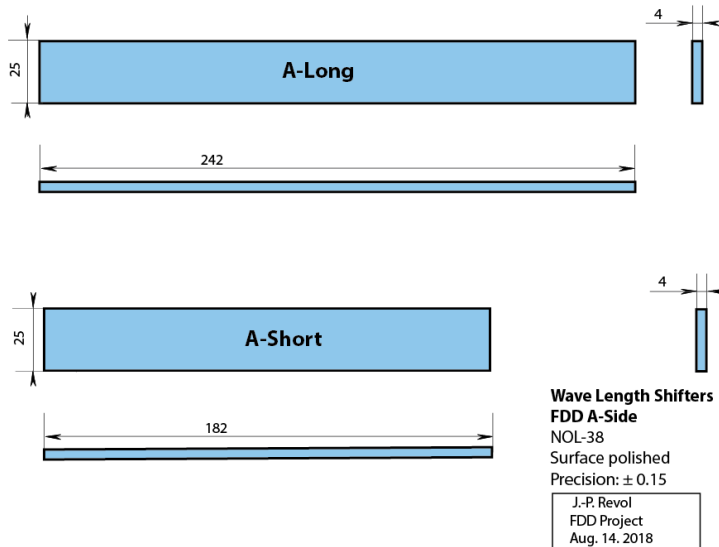 4
25
A-Long
242
4
25
A-Short
182
Wave Length Shifters
FDD A-Side
NOL-38
Surface polished
Precision: ± 0.15
J.-P. Revol
FDD Project
Aug. 14. 2018